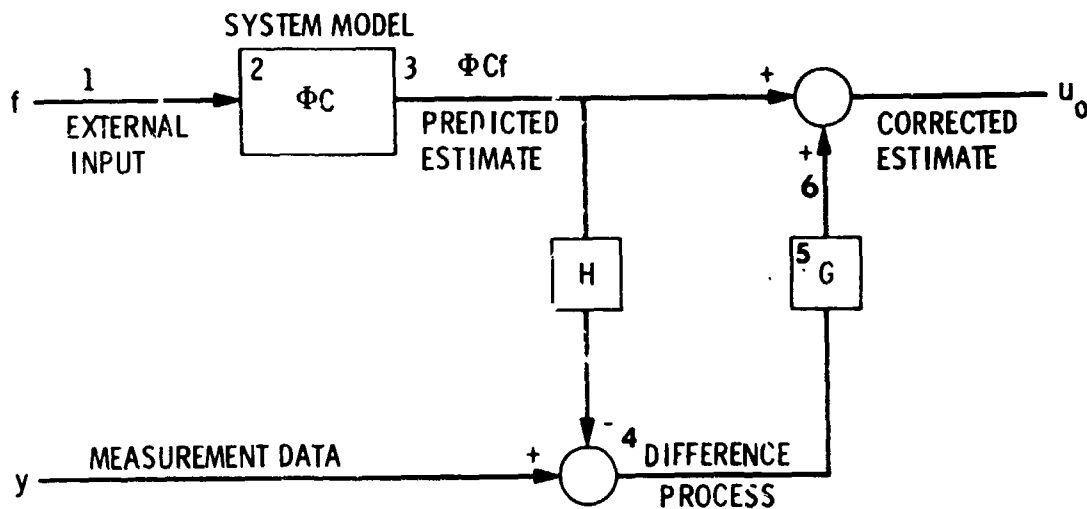 SYSTEM MODEL
1
2
3
ΦCf
+
f
ΦC
u₀
EXTERNAL
INPUT
PREDICTED
ESTIMATE
CORRECTED
ESTIMATE
+
6
H
5
G
-
4
MEASUREMENT DATA
+
DIFFERENCE
PROCESS
y